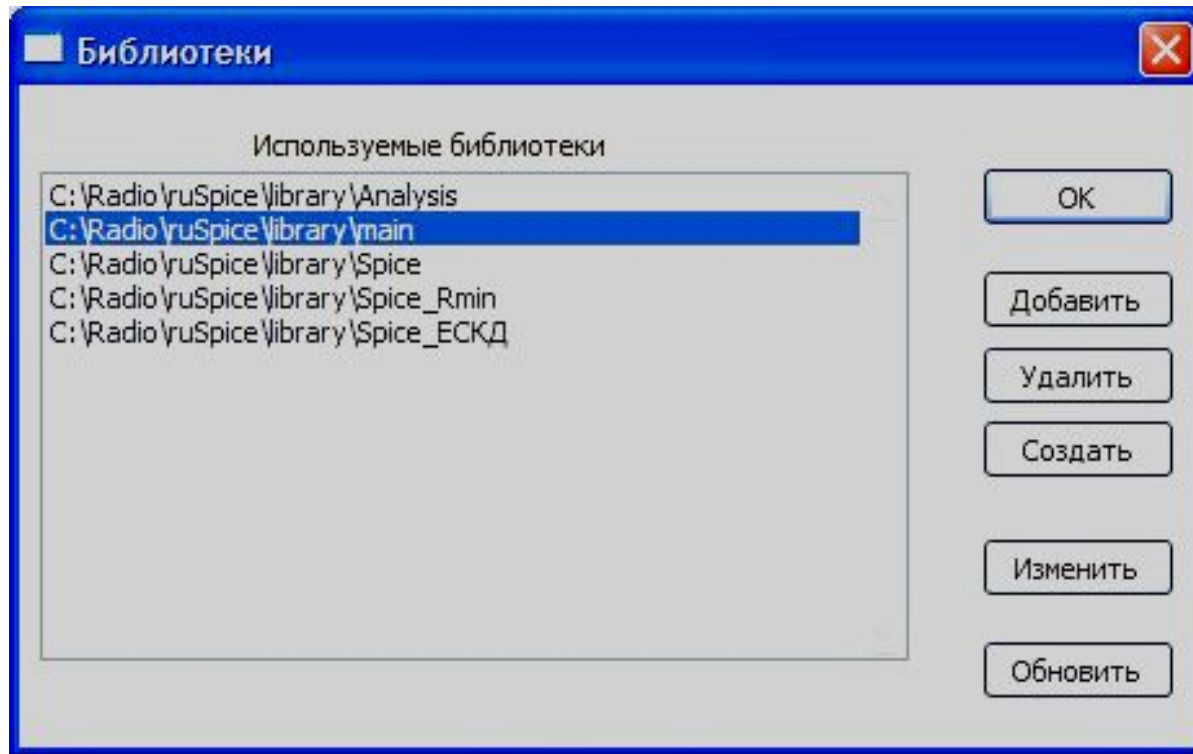 Библиотеки
Используемые библиотеки
C:\Radio\ruSpice\library\Analysis
C:\Radio\ruSpice\library\main
C:\Radio\ruSpice\library\Spice
C:\Radio\ruSpice\library\Spice_Rmin
C:\Radio\ruSpice\library\Spice_ЕСКД
OK
Добавить
Удалить
Создать
Изменить
Обновить